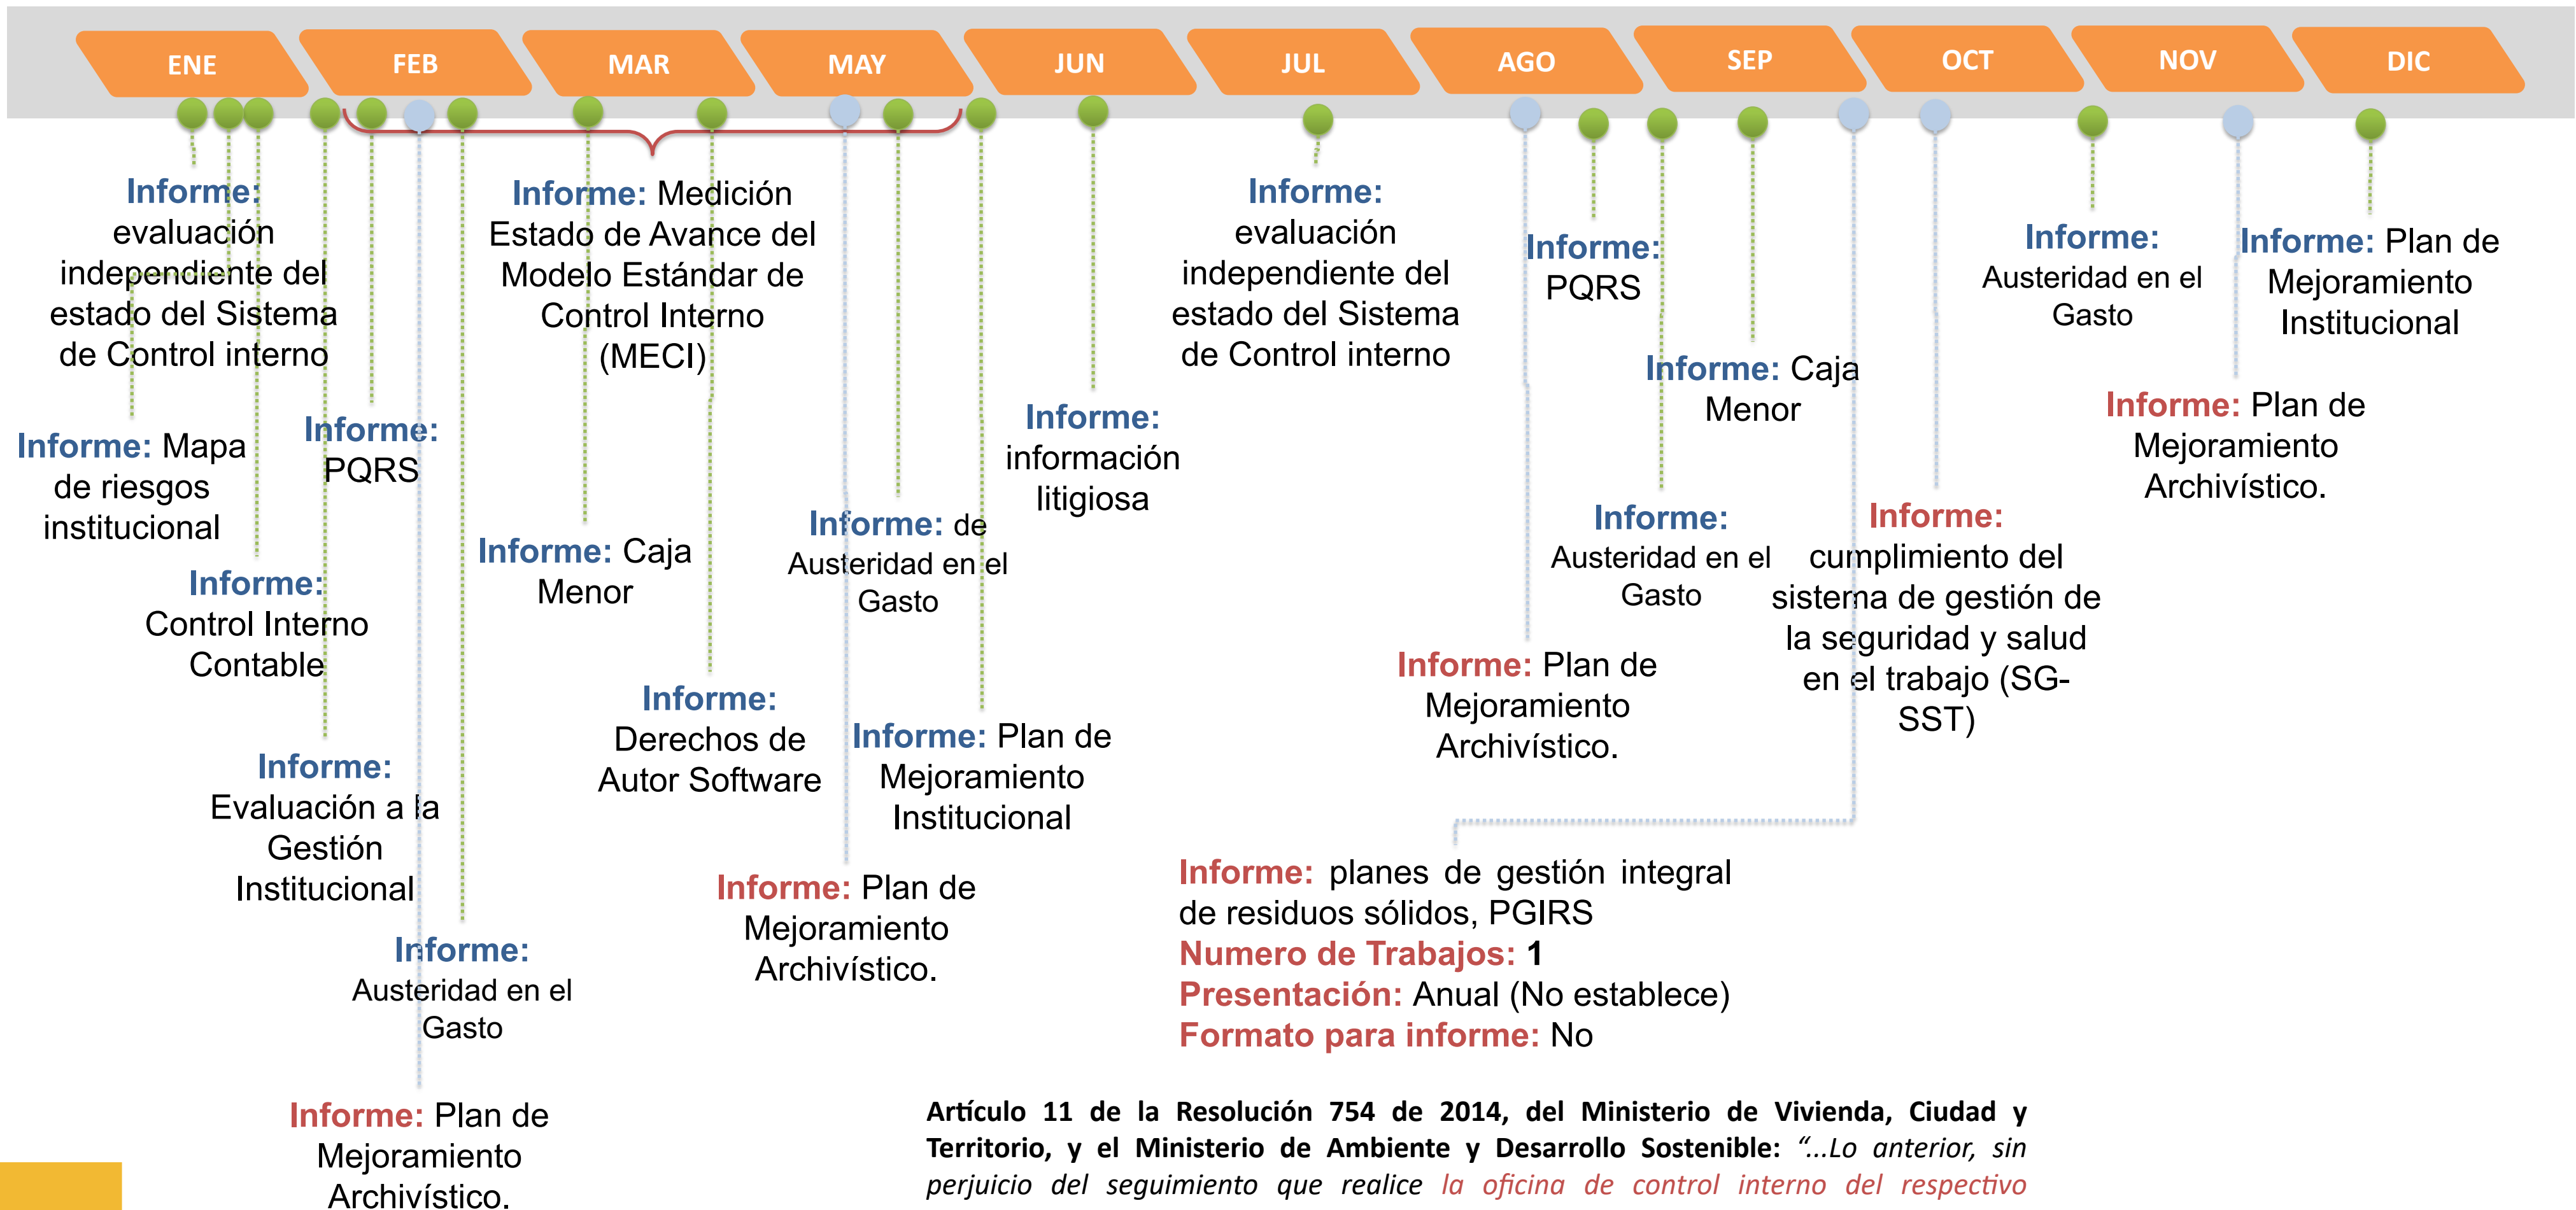 ENE
FEB
MAR
MAY
JUN
JUL
AGO
SEP
OCT
NOV
DIC
Informe:
evaluación
independiente del
estado del Sistema
de Control interno
Informe: Mapa
de riesgos
institucional
Informe:
Control Interno
Contable
Informe:
Evaluación a la
Gestión
Institucional
Informe:
PQRS
Informe: Plan de
Mejoramiento
Archivístico.
Informe:
Austeridad en el
Gasto
Informe: Medición
Estado de Avance del
Modelo Estándar de
Control Interno
(MECI)
Informe: Caja
Menor
Informe:
Derechos de
Autor Software
Informe: Plan de
Mejoramiento
Archivístico.
Informe: de
Austeridad en el
Gasto
Informe: Plan de
Mejoramiento
Institucional
Informe:
información
litigiosa
Informe:
evaluación
independiente del
estado del Sistema
de Control interno
Informe: Plan de
Mejoramiento
Archivístico.
Informe:
PQRS
Informe:
Austeridad en el
Gasto
Informe: Caja
Menor
Informe: planes de gestión integral
de residuos sólidos, PGIRS
Numero de Trabajos: 1
Presentación: Anual (No establece)
Formato para informe: No
Informe:
cumplimiento del
sistema de gestión de
la seguridad y salud
en el trabajo (SG-
SST)
Informe:
Austeridad en el
Gasto
Informe: Plan de
Mejoramiento
Archivístico.
Informe: Plan de
Mejoramiento
Institucional
Artículo 11 de la Resolución 754 de 2014, del Ministerio de Vivienda, Ciudad y
Territorio, y el Ministerio de Ambiente y Desarrollo Sostenible: “...Lo anterior, sin
perjuicio del seguimiento que realice la oficina de control interno del respectivo